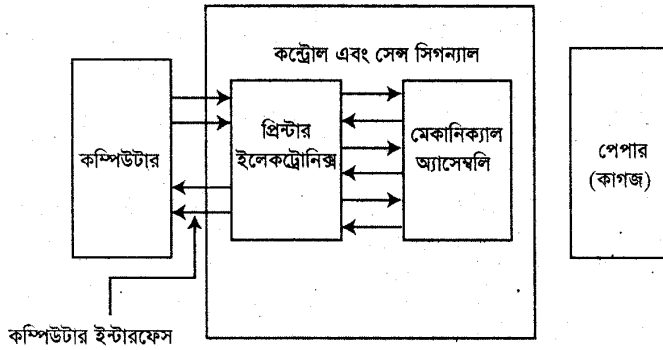 কন্ট্রোল এবং সেন্স সিগন্যাল
কম্পিউটার
প্রিন্টার
ইলেকট্রোনিক্স
মেকানিক্যাল
অ্যাসেম্বলি
পেপার
(কাগজ)
কম্পিউটার ইন্টারফেস